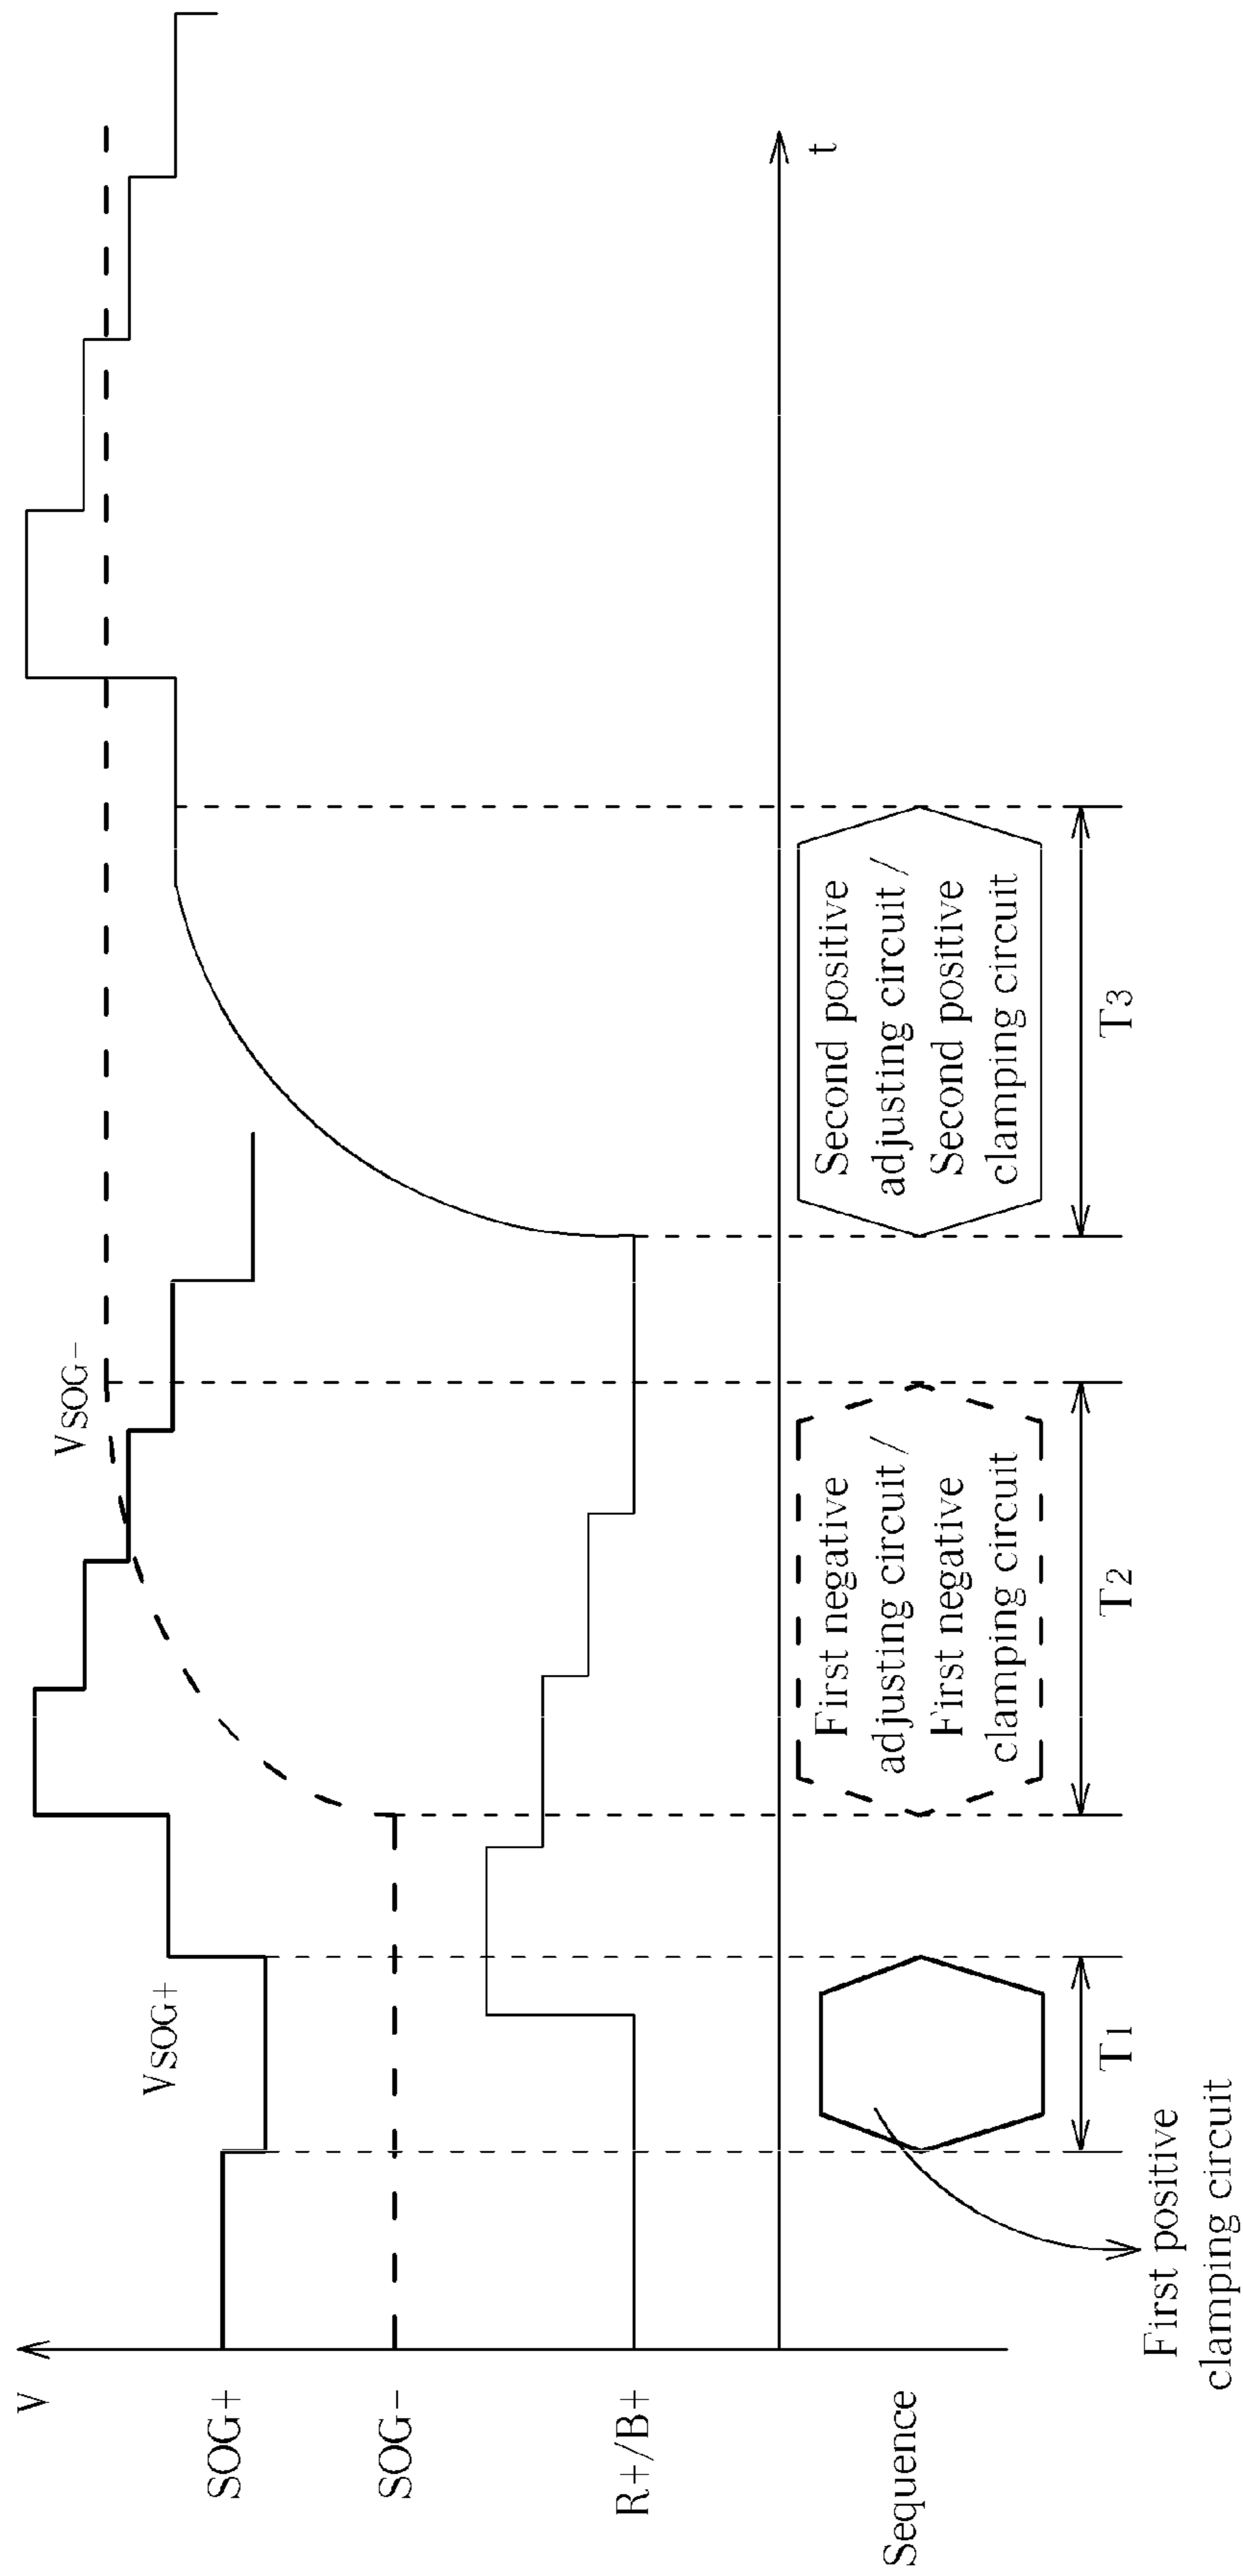 V
SOG+
VSOG+
VSOG−
SOG−
R+/B+
t
Sequence
First negative
adjusting circuit /
First negative
clamping circuit
Second positive
adjusting circuit /
Second positive
clamping circuit
T1
T2
T3
First positive
clamping circuit